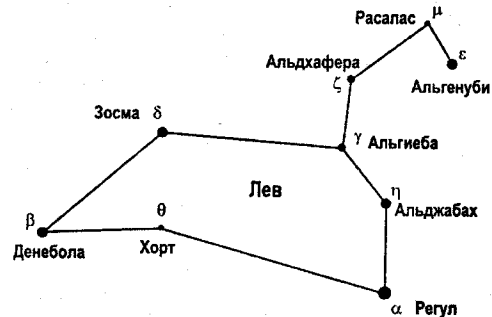 Расалас μ
Альдхафера
ε
ζ
Альгенуби
Зосма δ
γ Альгиеба
Лев
η
Альджабах
β
θ
Денебола
Хорт
α Регул